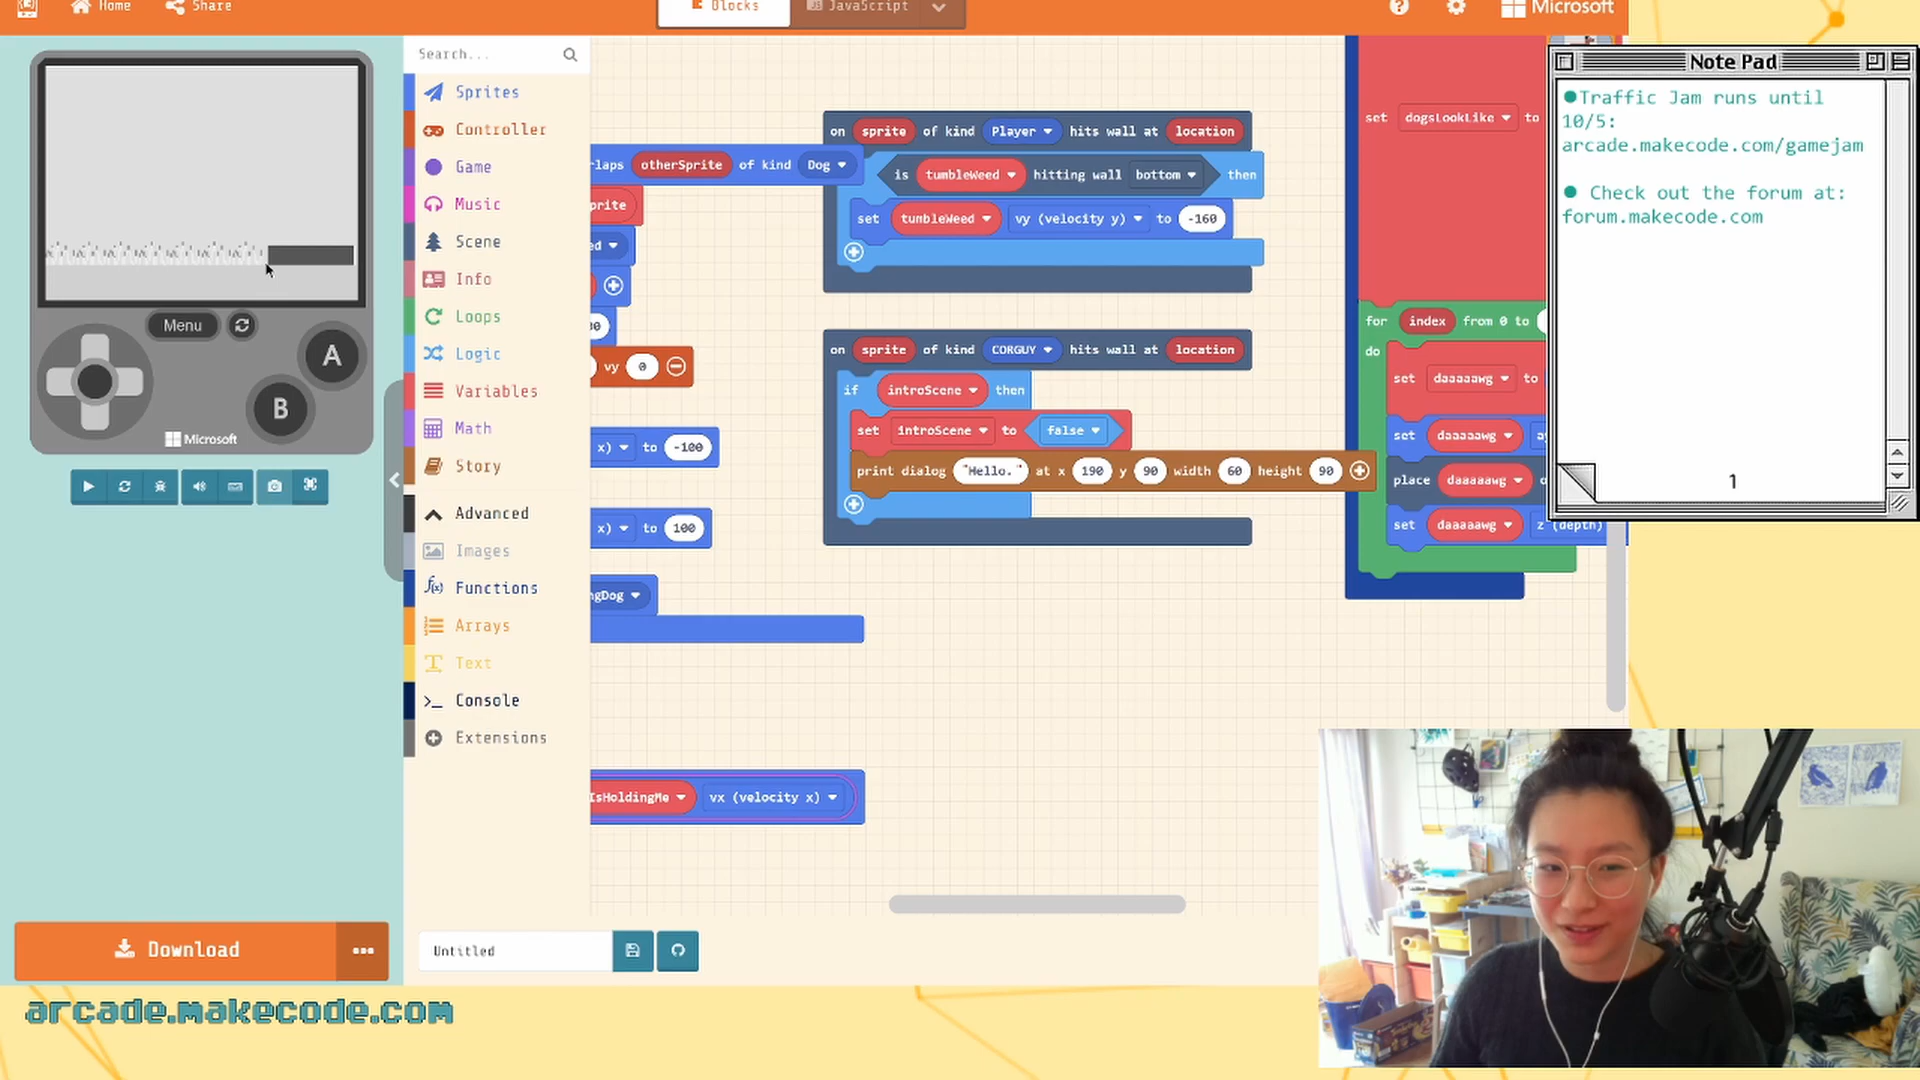 Home
Share
Blocks
JavaScript
Microsoft
Search...
Sprites
Controller
Game
Music
Scene
Info
Loops
Logic
Variables
Math
Story
Advanced
Images
Functions
Arrays
Text
Console
Extensions
Menu
A
B
Microsoft
Download
Untitled
arcade.makecode.com
rlaps otherSprite of kind Dog
prite
ed
vy 0
x) to -100
x) to 100
ngDog
IsHoldingMe vx (velocity x)
on sprite of kind Player hits wall at location
is tumbleWeed hitting wall bottom then
set tumbleWeed vy (velocity y) to -160
on sprite of kind CORGUY hits wall at location
if introScene then
set introScene to false
print dialog "Hello." at x 190 y 90 width 60 height 90
set dogsLookLike to
for index from 0 to
do
set daaaaawg to
set daaaaawg
place daaaaawg
set daaaaawg z (depth)
Note Pad
●Traffic Jam runs until
10/5:
arcade.makecode.com/gamejam
● Check out the forum at:
forum.makecode.com
1